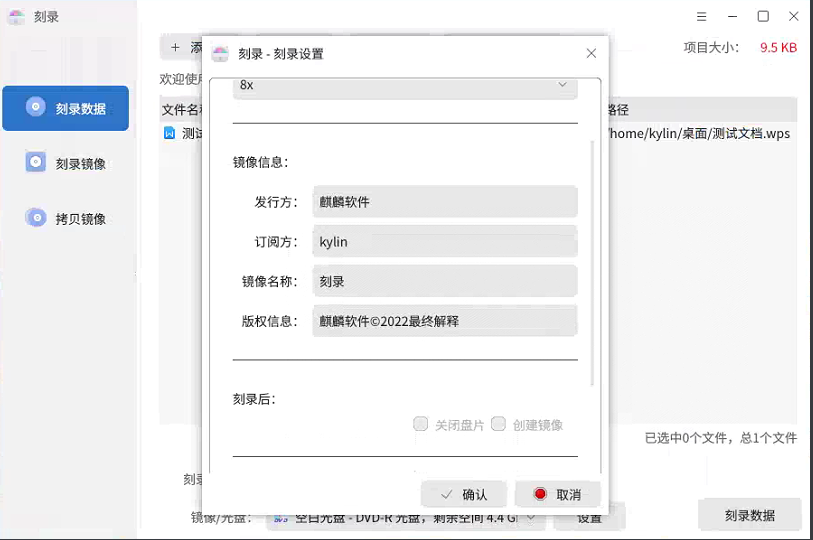 刻录
项目大小： 9.5 KB
刻录 - 刻录设置
欢迎使
8x
文件名
路径
测试
/home/kylin/桌面/测试文档.wps
刻录数据
刻录镜像
拷贝镜像
镜像信息：
发行方： 麒麟软件
订阅方： kylin
镜像名称： 刻录
版权信息： 麒麟软件©2022最终解释
刻录后：
关闭盘片 创建镜像
已选中0个文件，总1个文件
刻录
确认 取消
镜像/光盘： 空白光盘 - DVD-R 光盘，剩余空间 4.4 G 设置 刻录数据